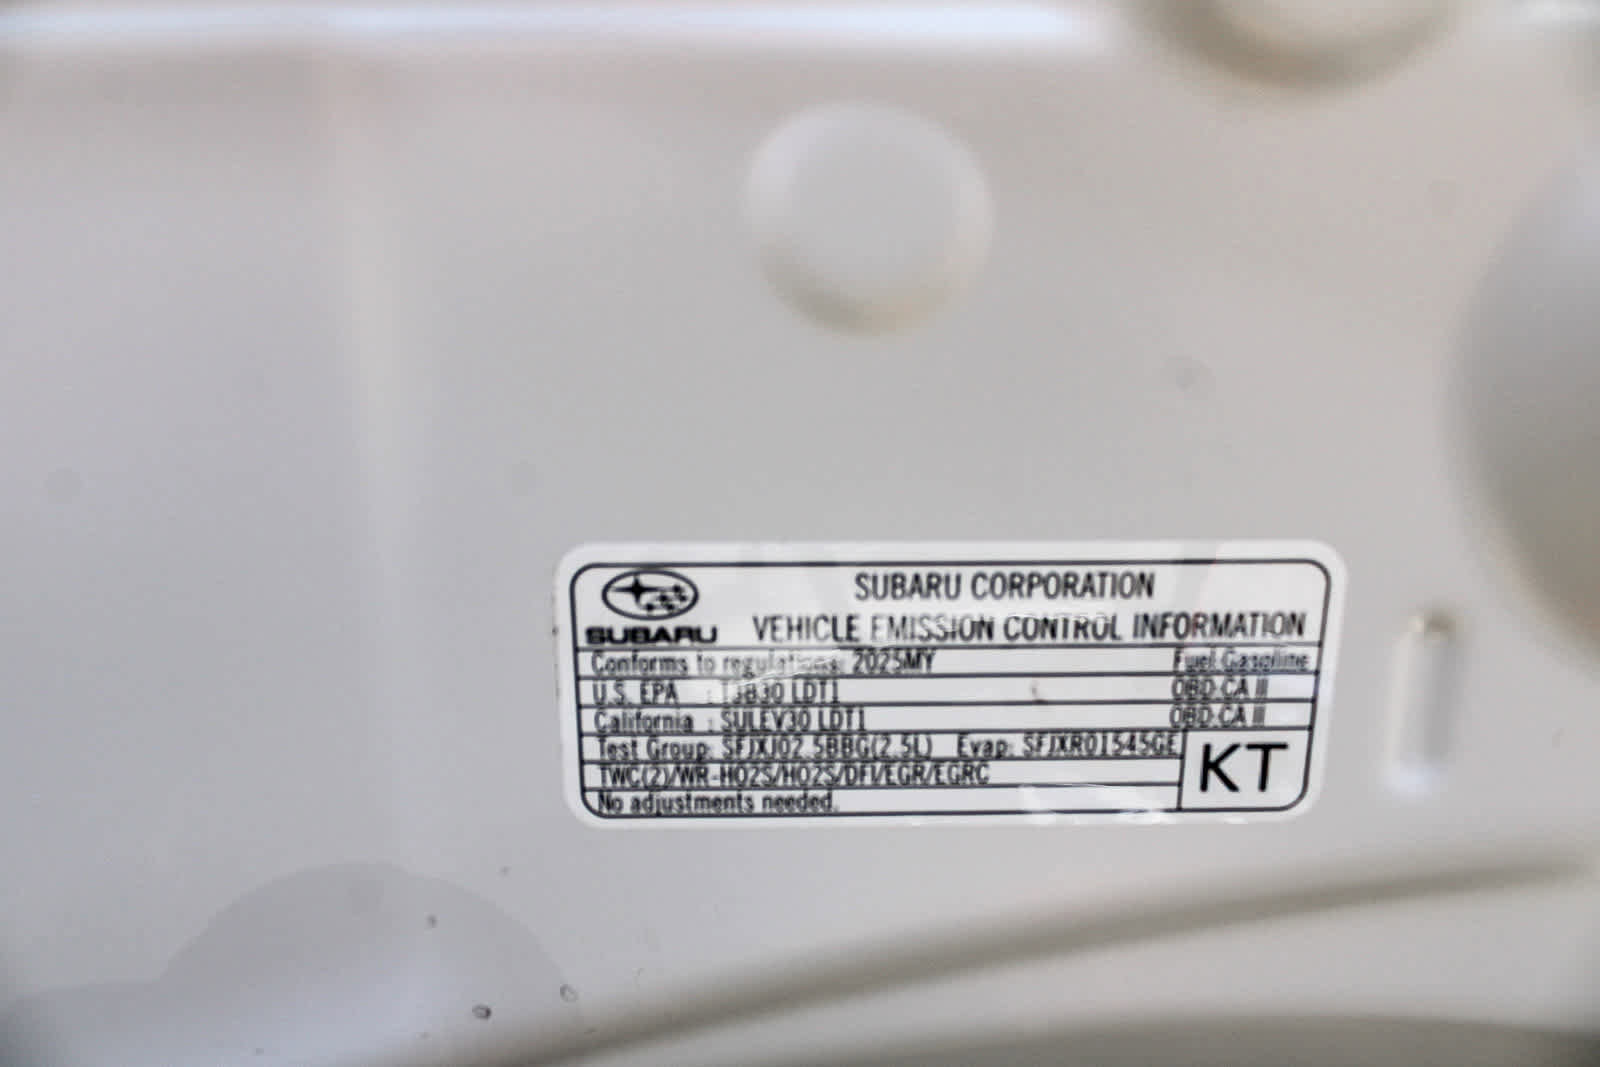 SUBARU CORPORATION
SUBARU VEHICLE EMISSION CONTROL INFORMATION
Conforms to regulations: 2025MY Fuel:Gasoline
U.S. EPA : T3B30 LDT1 OBD:CA II
California : SULEV30 LDT1 OBD:CA II
Test Group: SFJXJ02.5BBG(2.5L) Evap: SFJXR01545GE
TWC(2)/WR-HO2S/HO2S/DFI/EGR/EGRC
KT
No adjustments needed.